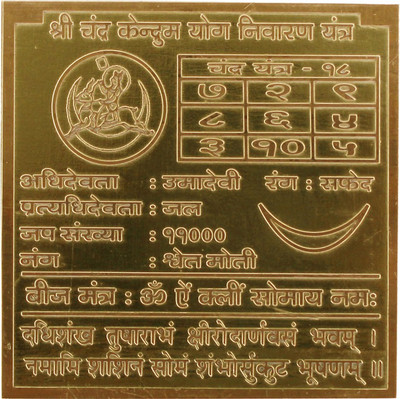 श्री चंद्र केन्द्रुम योग निवारण यंत्र
चंद्र यंत्र - १८
७ २ ९
८ ६ ४
३ १० ५
अधिदेवता : उमादेवी रंग : सफेद
प्रत्यधिदेवता : जल
जप संख्या : ११०००
नंग : श्वेत मोती
बीज मंत्र : ॐ ऐं क्लीं सोमाय नमः
दधिशंख तुषाराभं क्षीरोदार्णवसं भवम् ।
नमामि शशिनं सोमं शंभोर्मुकुट भूषणम् ॥